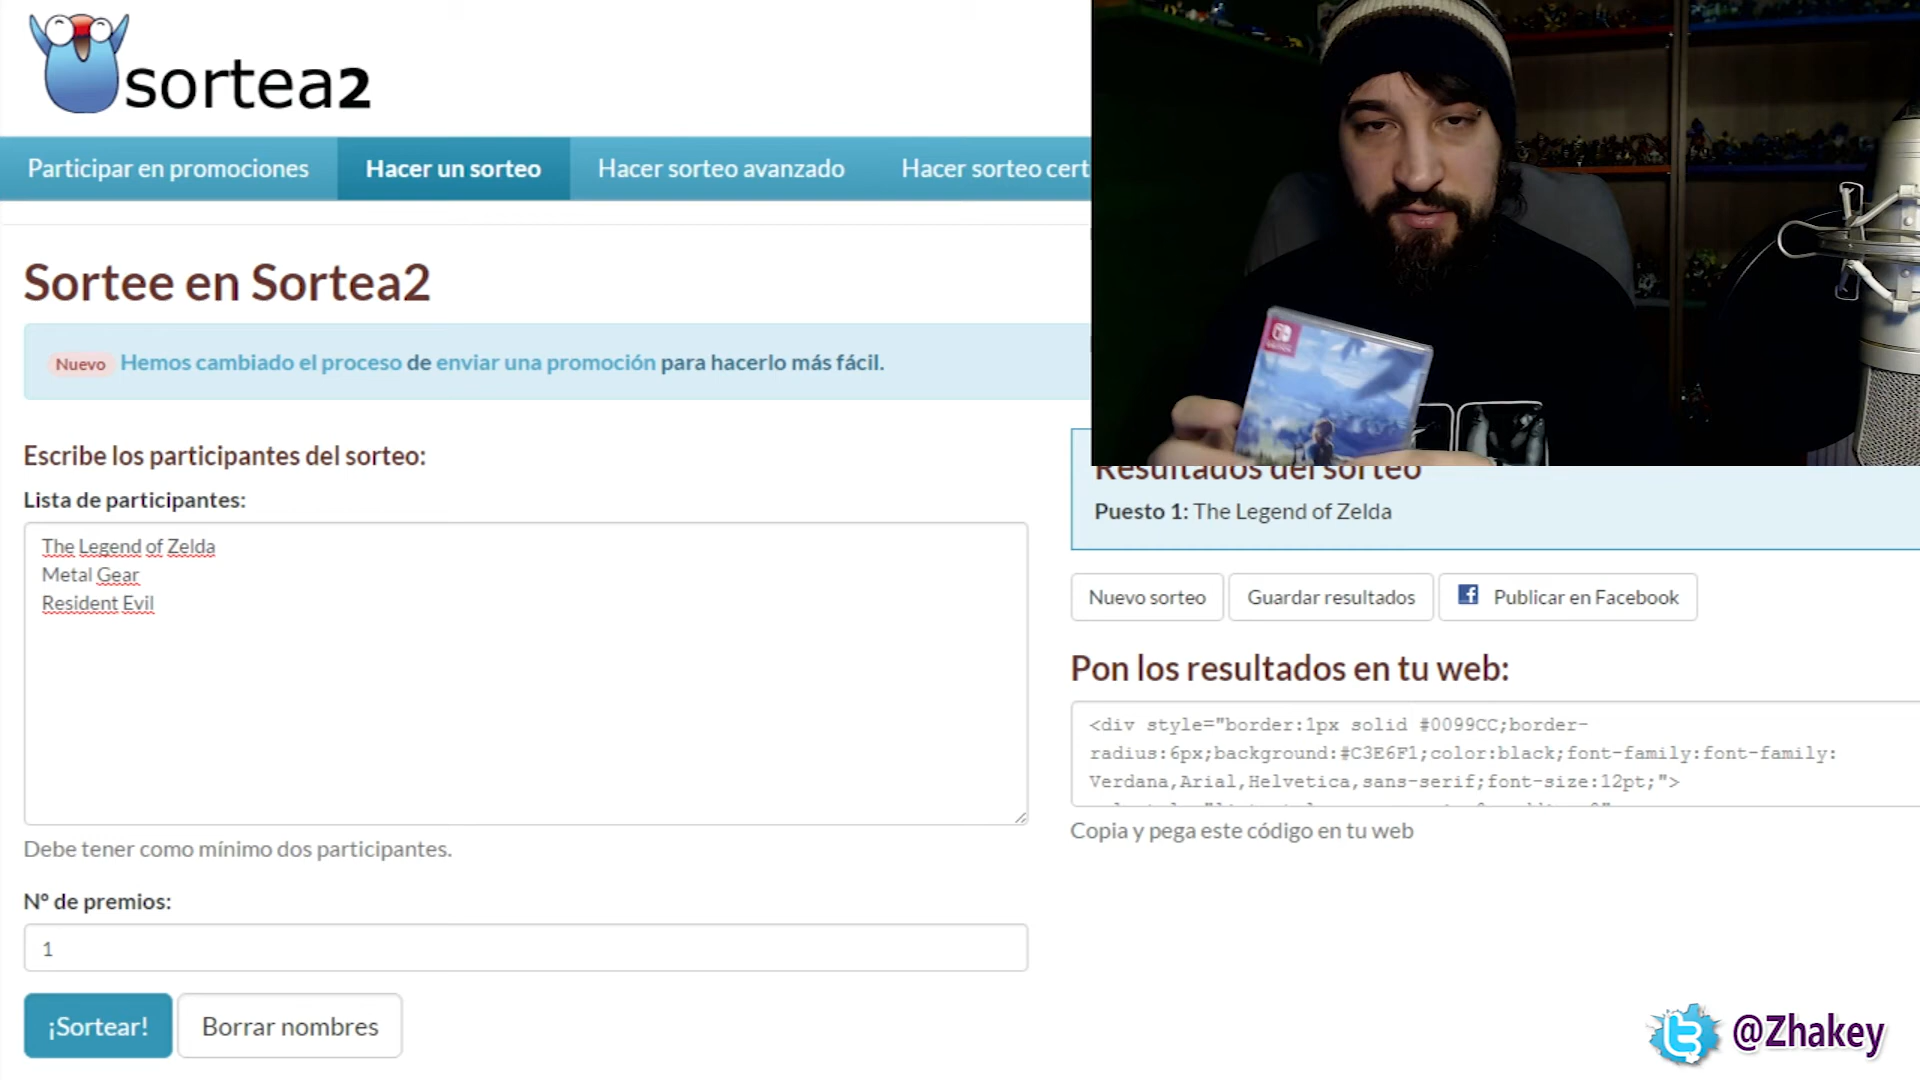 sortea2
Participar en promociones
Hacer un sorteo
Hacer sorteo avanzado
Hacer sorteo cert
Sortee en Sortea2
Nuevo Hemos cambiado el proceso de enviar una promoción para hacerlo más fácil.
Escribe los participantes del sorteo:
Lista de participantes:
The Legend of Zelda
Metal Gear
Resident Evil
Debe tener como mínimo dos participantes.
Nº de premios:
1
¡Sortear!
Borrar nombres
Resultados del sorteo
Puesto 1: The Legend of Zelda
Nuevo sorteo
Guardar resultados
Publicar en Facebook
Pon los resultados en tu web:
<div style="border:1px solid #0099CC;border-
radius:6px;background:#C3E6F1;color:black;font-family:font-family:
Verdana,Arial,Helvetica,sans-serif;font-size:12pt;">
Copia y pega este código en tu web
@Zhakey